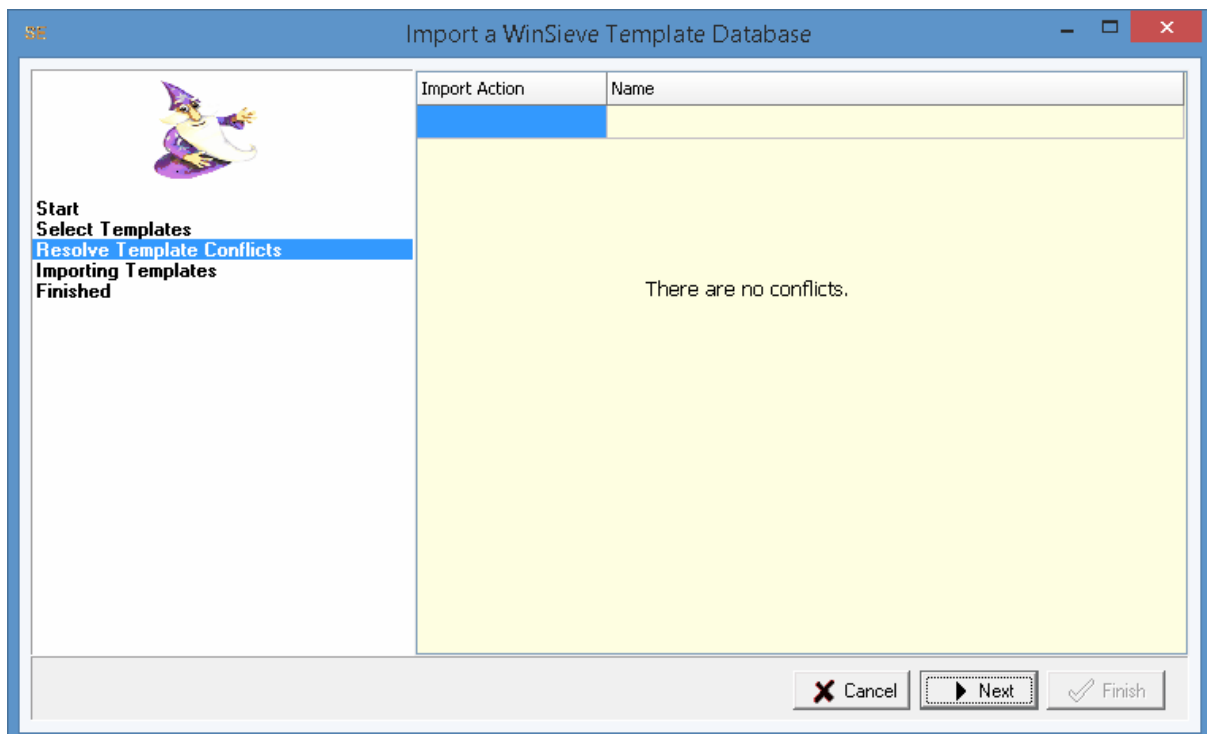 SE
Import a WinSieve Template Database
Import Action
Name
Start
Select Templates
Resolve Template Conflicts
Importing Templates
Finished
There are no conflicts.
Cancel
Next
Finish